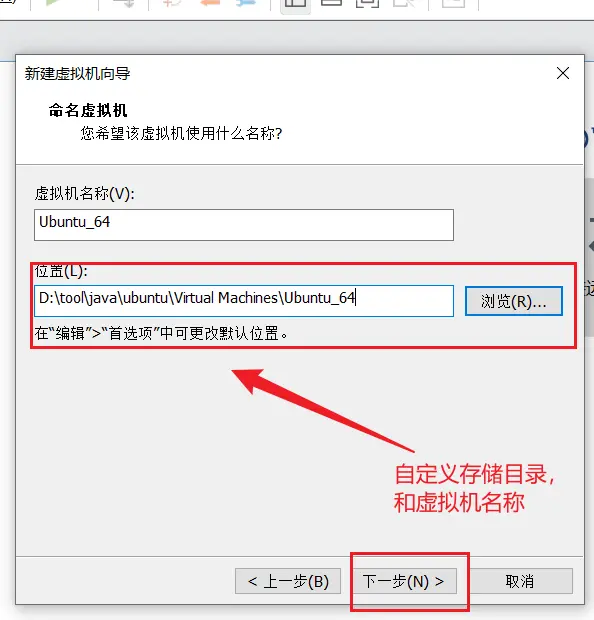 新建虚拟机向导
命名虚拟机
您希望该虚拟机使用什么名称?
虚拟机名称(V):
Ubuntu_64
位置(L):
D:\tool\java\ubuntu\Virtual Machines\Ubuntu_64
浏览(R)...
在“编辑”>“首选项”中可更改默认位置。
自定义存储目录，
和虚拟机名称
< 上一步(B)
下一步(N) >
取消